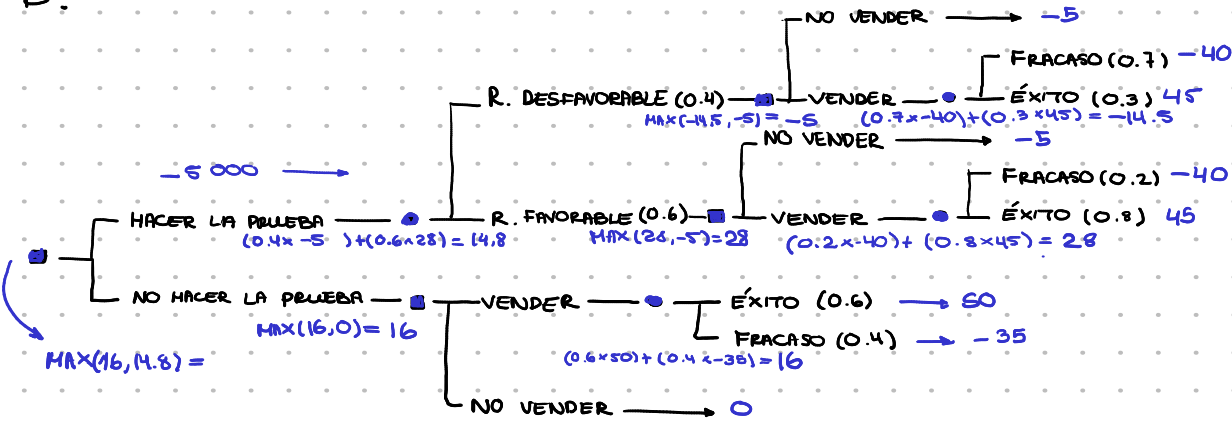 NO VENDER → -5
FRACASO (0.7) -40
R. DESFAVORABLE (0.4) VENDER ÉXITO (0.3) 45
MAX(-14.5, -5) = -5 (0.7x-40)+(0.3x45) = -14.5
NO VENDER → -5
-5 000 →
FRACASO (0.2) -40
HACER LA PRUEBA R. FAVORABLE (0.6) VENDER ÉXITO (0.8) 45
(0.4x -5 )+(0.6x28) = 14,8 MAX(28,-5)=28 (0.2x-40)+ (0.8x45) = 28
NO HACER LA PRUEBA VENDER ÉXITO (0.6) → 50
MAX(16,0) = 16
FRACASO (0.4) → -35
MAX(16,14.8) =
(0.6x50)+(0.4x-35)=16
NO VENDER → 0